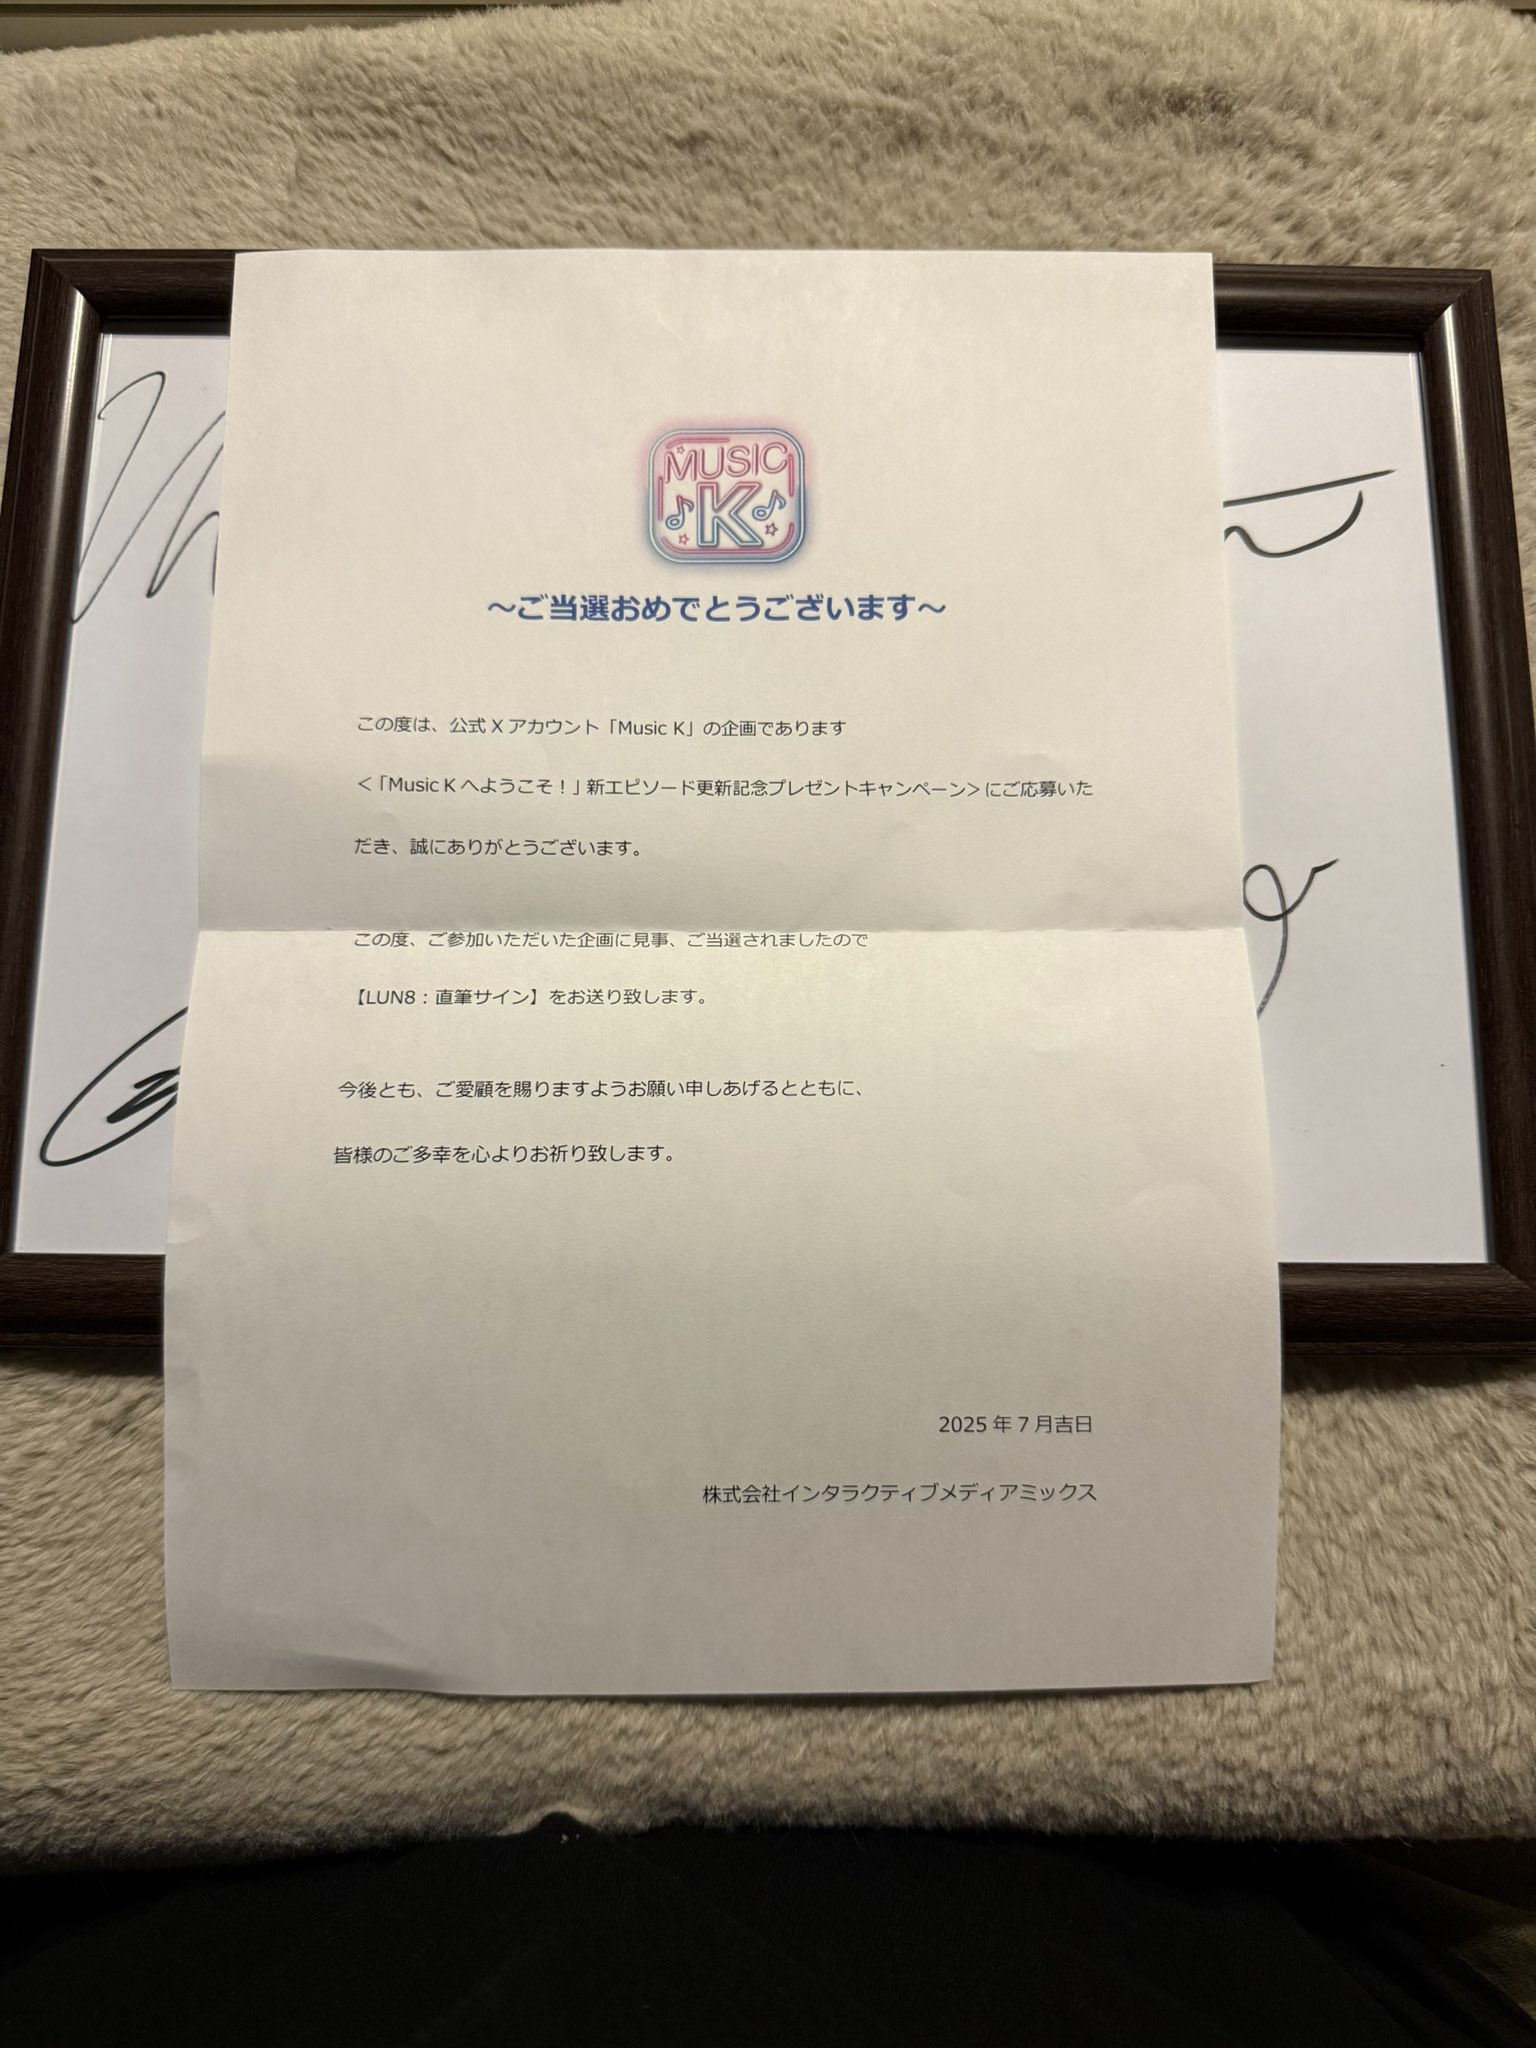 MUSIC
K
～ご当選おめでとうございます～
この度は、公式 X アカウント「Music K」の企画であります
＜「Music K へようこそ！」新エピソード更新記念プレゼントキャンペーン＞にご応募いた
だき、誠にありがとうございます。
この度、ご参加いただいた企画に見事、ご当選されましたので
【LUN8：直筆サイン】をお送り致します。
今後とも、ご愛顧を賜りますようお願い申しあげるとともに、
皆様のご多幸を心よりお祈り致します。
2025 年 7 月吉日
株式会社インタラクティブメディアミックス